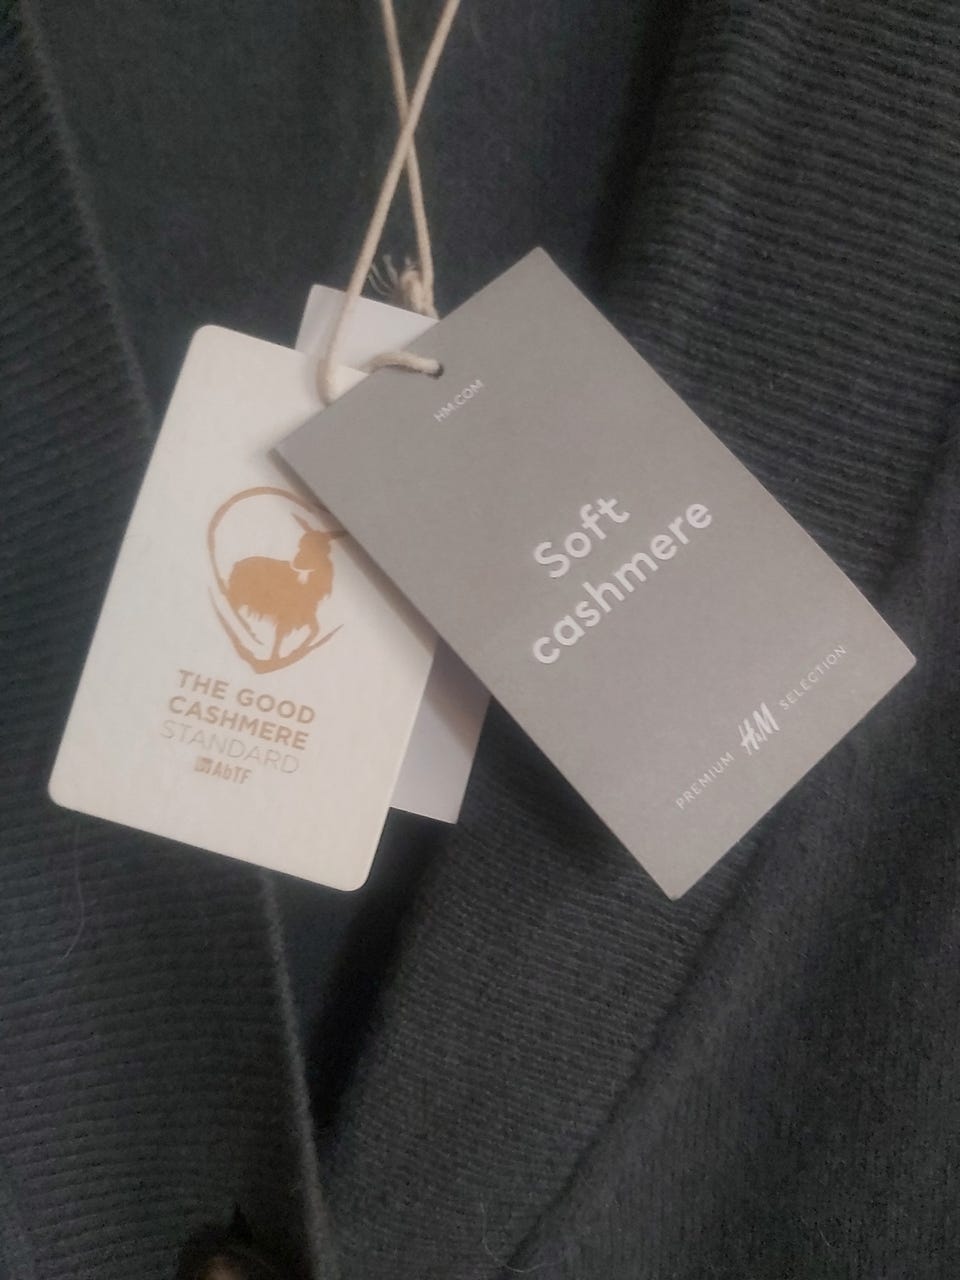 HM.COM
Soft
cashmere
PREMIUM H&M SELECTION
THE GOOD
CASHMERE
STANDARD
AbTF